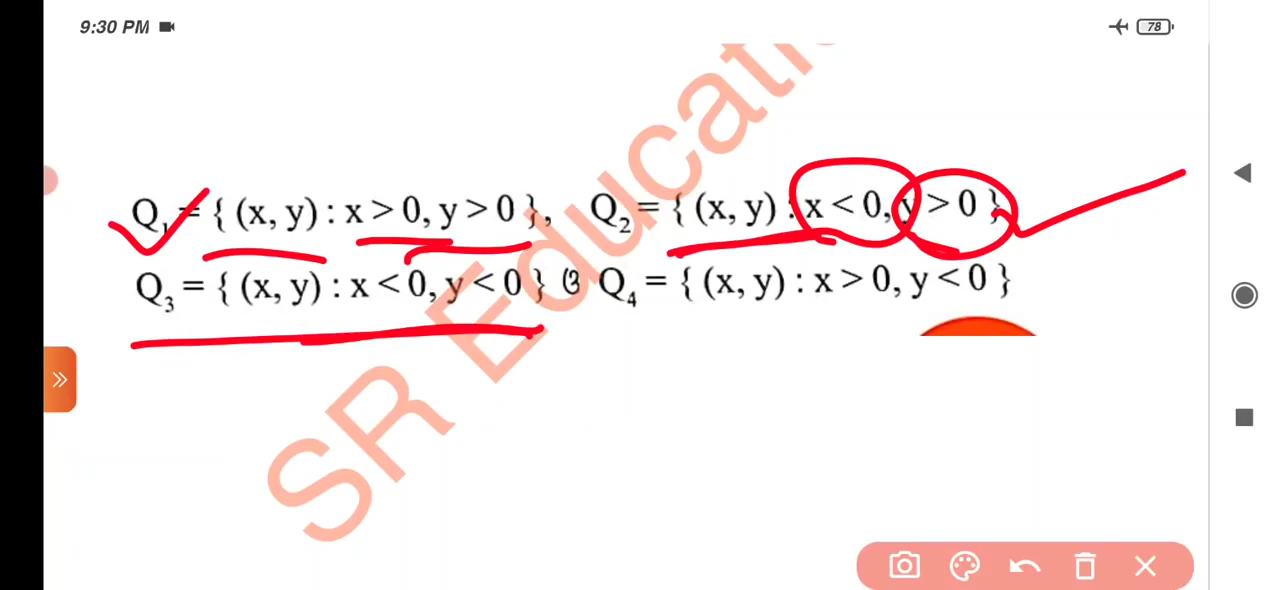 9:30 PM
78
Q₁ = { (x, y) : x > 0, y > 0 }, Q₂ = { (x, y) : x < 0, y > 0 }
Q₃ = { (x, y) : x < 0, y < 0 } ও Q₄ = { (x, y) : x > 0, y < 0 }
SR Educati